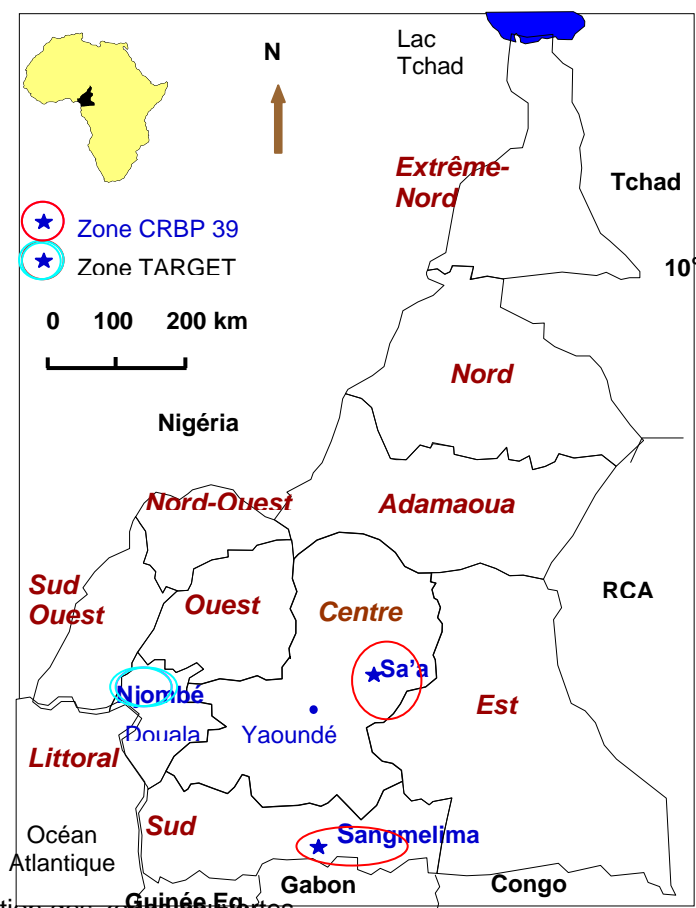 Lac
Tchad
N
Extrême-
Nord
Tchad
Zone CRBP 39
Zone TARGET
10°
0 100 200 km
Nord
Nigéria
Nord-Ouest
Adamaoua
Sud
Ouest
Ouest
Centre
RCA
Sa'a
Njombé
Est
Douala
Yaoundé
Littoral
Sud
Sangmelima
Océan
Atlantique
Gabon
Congo
Guinée Eq